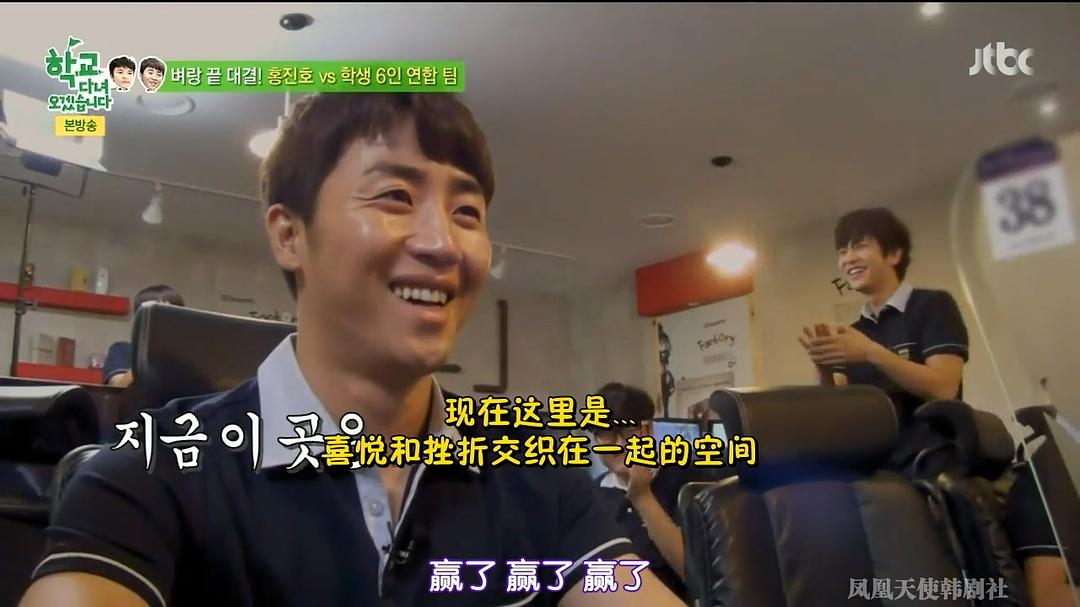 학교
다녀
오겠습니다
본방송
벼랑 끝 대결! 홍진호 vs 학생 6인 연합 팀
jtbc
38
Factory
지금 이 곳은
现在这里是...
喜悦和挫折交织在一起的空间
赢了 赢了 赢了
凤凰天使韩剧社